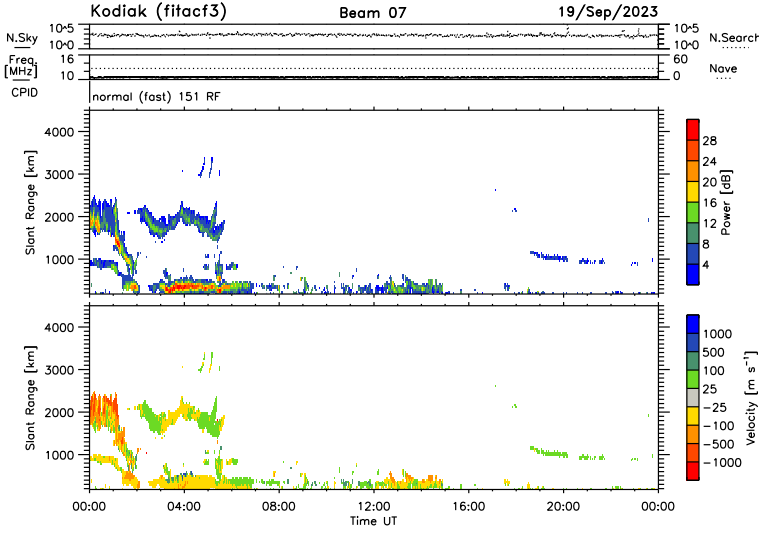 Kodiak (fitacf3) Beam 07 19/Sep/2023
N.Sky 10^5 10^0 10^5 10^0 N.Search
Freq. [MHz] 16 10 60 0 Nave
CPID normal (fast) 151 RF
Slant Range [km] 4000 3000 2000 1000
Power [dB] 28 24 20 16 12 8 4
Slant Range [km] 4000 3000 2000 1000
Velocity [m s⁻¹] 1000 500 100 25 −25 −100 −500 −1000
00:00 04:00 08:00 12:00 16:00 20:00 00:00
Time UT